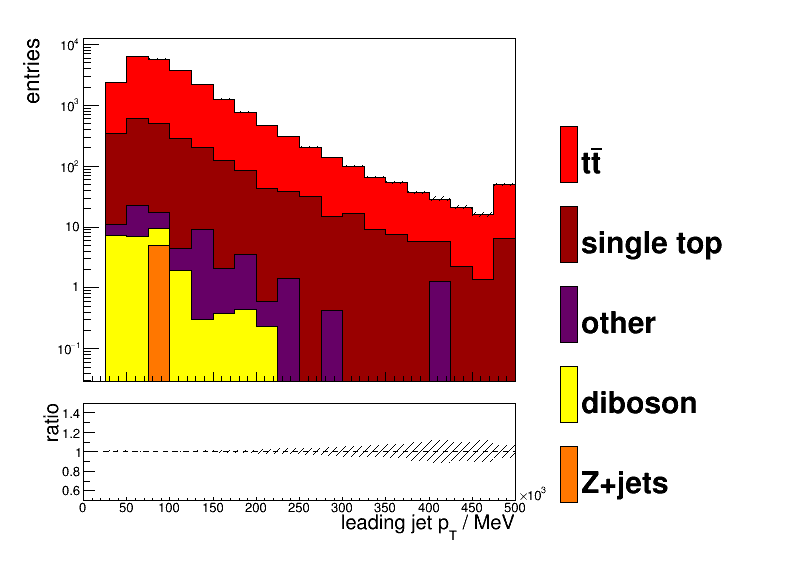 entries
10⁴
10³
10²
10
1
10⁻¹
tt̄
single top
other
diboson
Z+jets
ratio
1.4
1.2
1
0.8
0.6
0 50 100 150 200 250 300 350 400 450 500
×10³
leading jet p_T / MeV